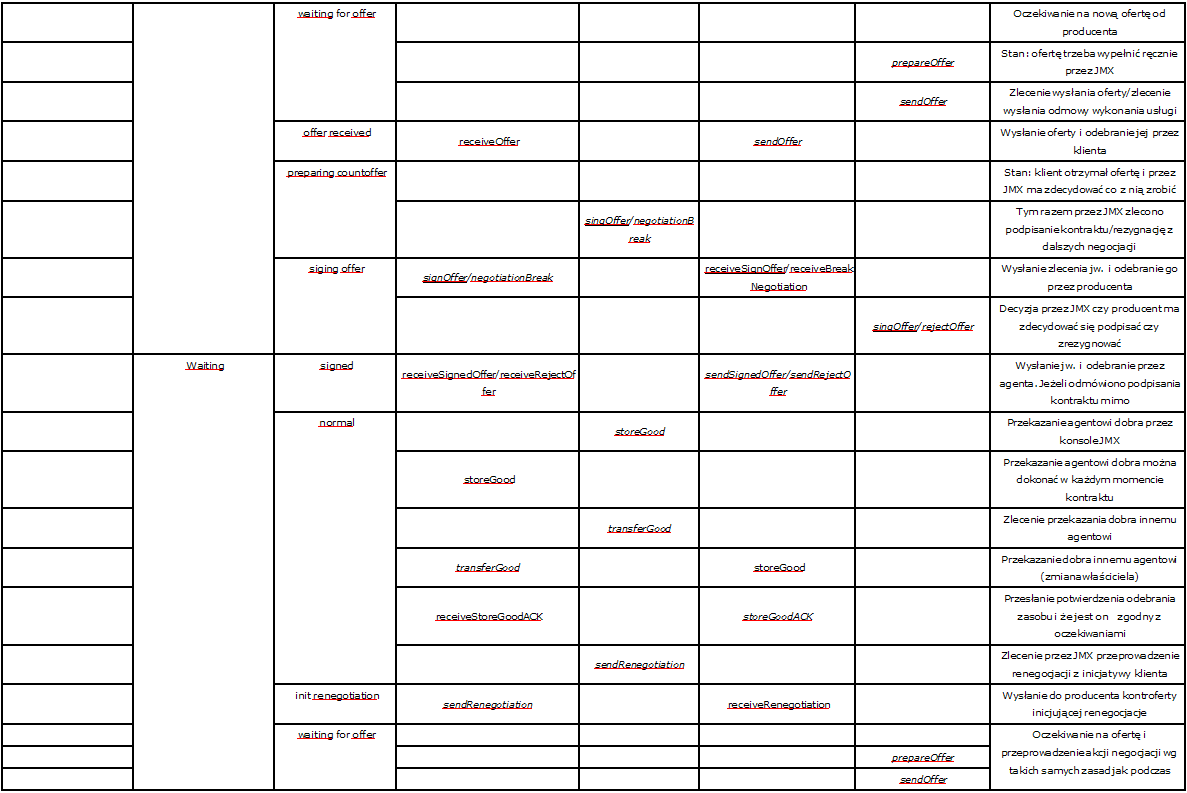 waiting for offer
Oczekiwanie na nową ofertę od
producenta
prepareOffer
Stan: ofertę trzeba wypełnić ręcznie
przez JMX
sendOffer
Zlecenie wysłania oferty/zlecenie
wysłania odmowy wykonania usługi
offer received
receiveOffer
sendOffer
Wysłanie oferty i odebranie jej przez
klienta
preparing countoffer
Stan: klient otrzymał ofertę i przez
JMX ma zdecydować co z nią zrobić
singOffer/negotiationB
reak
Tym razem przez JMX zlecono
podpisanie kontraktu/rezygnację z
dalszych negocjacji
siging offer
signOffer/negotiationBreak
receiveSignOffer/receiveBreak
Negotiation
Wysłanie zlecenia jw. i odebranie go
przez producenta
singOffer/rejectOffer
Decyzja przez JMX czy producent ma
zdecydować się podpisać czy
zrezygnować
Waiting
signed
receiveSignedOffer/receiveRejectOf
fer
sendSignedOffer/sendRejectO
ffer
Wysłanie jw. i odebranie przez
agenta. Jeżeli odmówiono podpisania
kontraktu mimo
normal
storeGood
Przekazanie agentowi dobra przez
konsole JMX
storeGood
Przekazanie agentowi dobra można
dokonać w każdym momencie
kontraktu
transferGood
Zlecenie przekazania dobra innemu
agentowi
transferGood
storeGood
Przekazanie dobra innemu agentowi
(zmiana właściciela)
receiveStoreGoodACK
storeGoodACK
Przesłanie potwierdzenia odebrania
zasobu i że jest on zgodny z
oczekiwaniami
sendRenegotiation
Zlecenie przez JMX przeprowadzenie
renegocjacji z inicjatywy klienta
init renegotiation
sendRenegotiation
receiveRenegotiation
Wysłanie do producenta kontroferty
inicjującej renegocjacje
waiting for offer
Oczekiwanie na ofertę i
przeprowadzenie akcji negocjacji wg
takich samych zasad jak podczas
prepareOffer
sendOffer